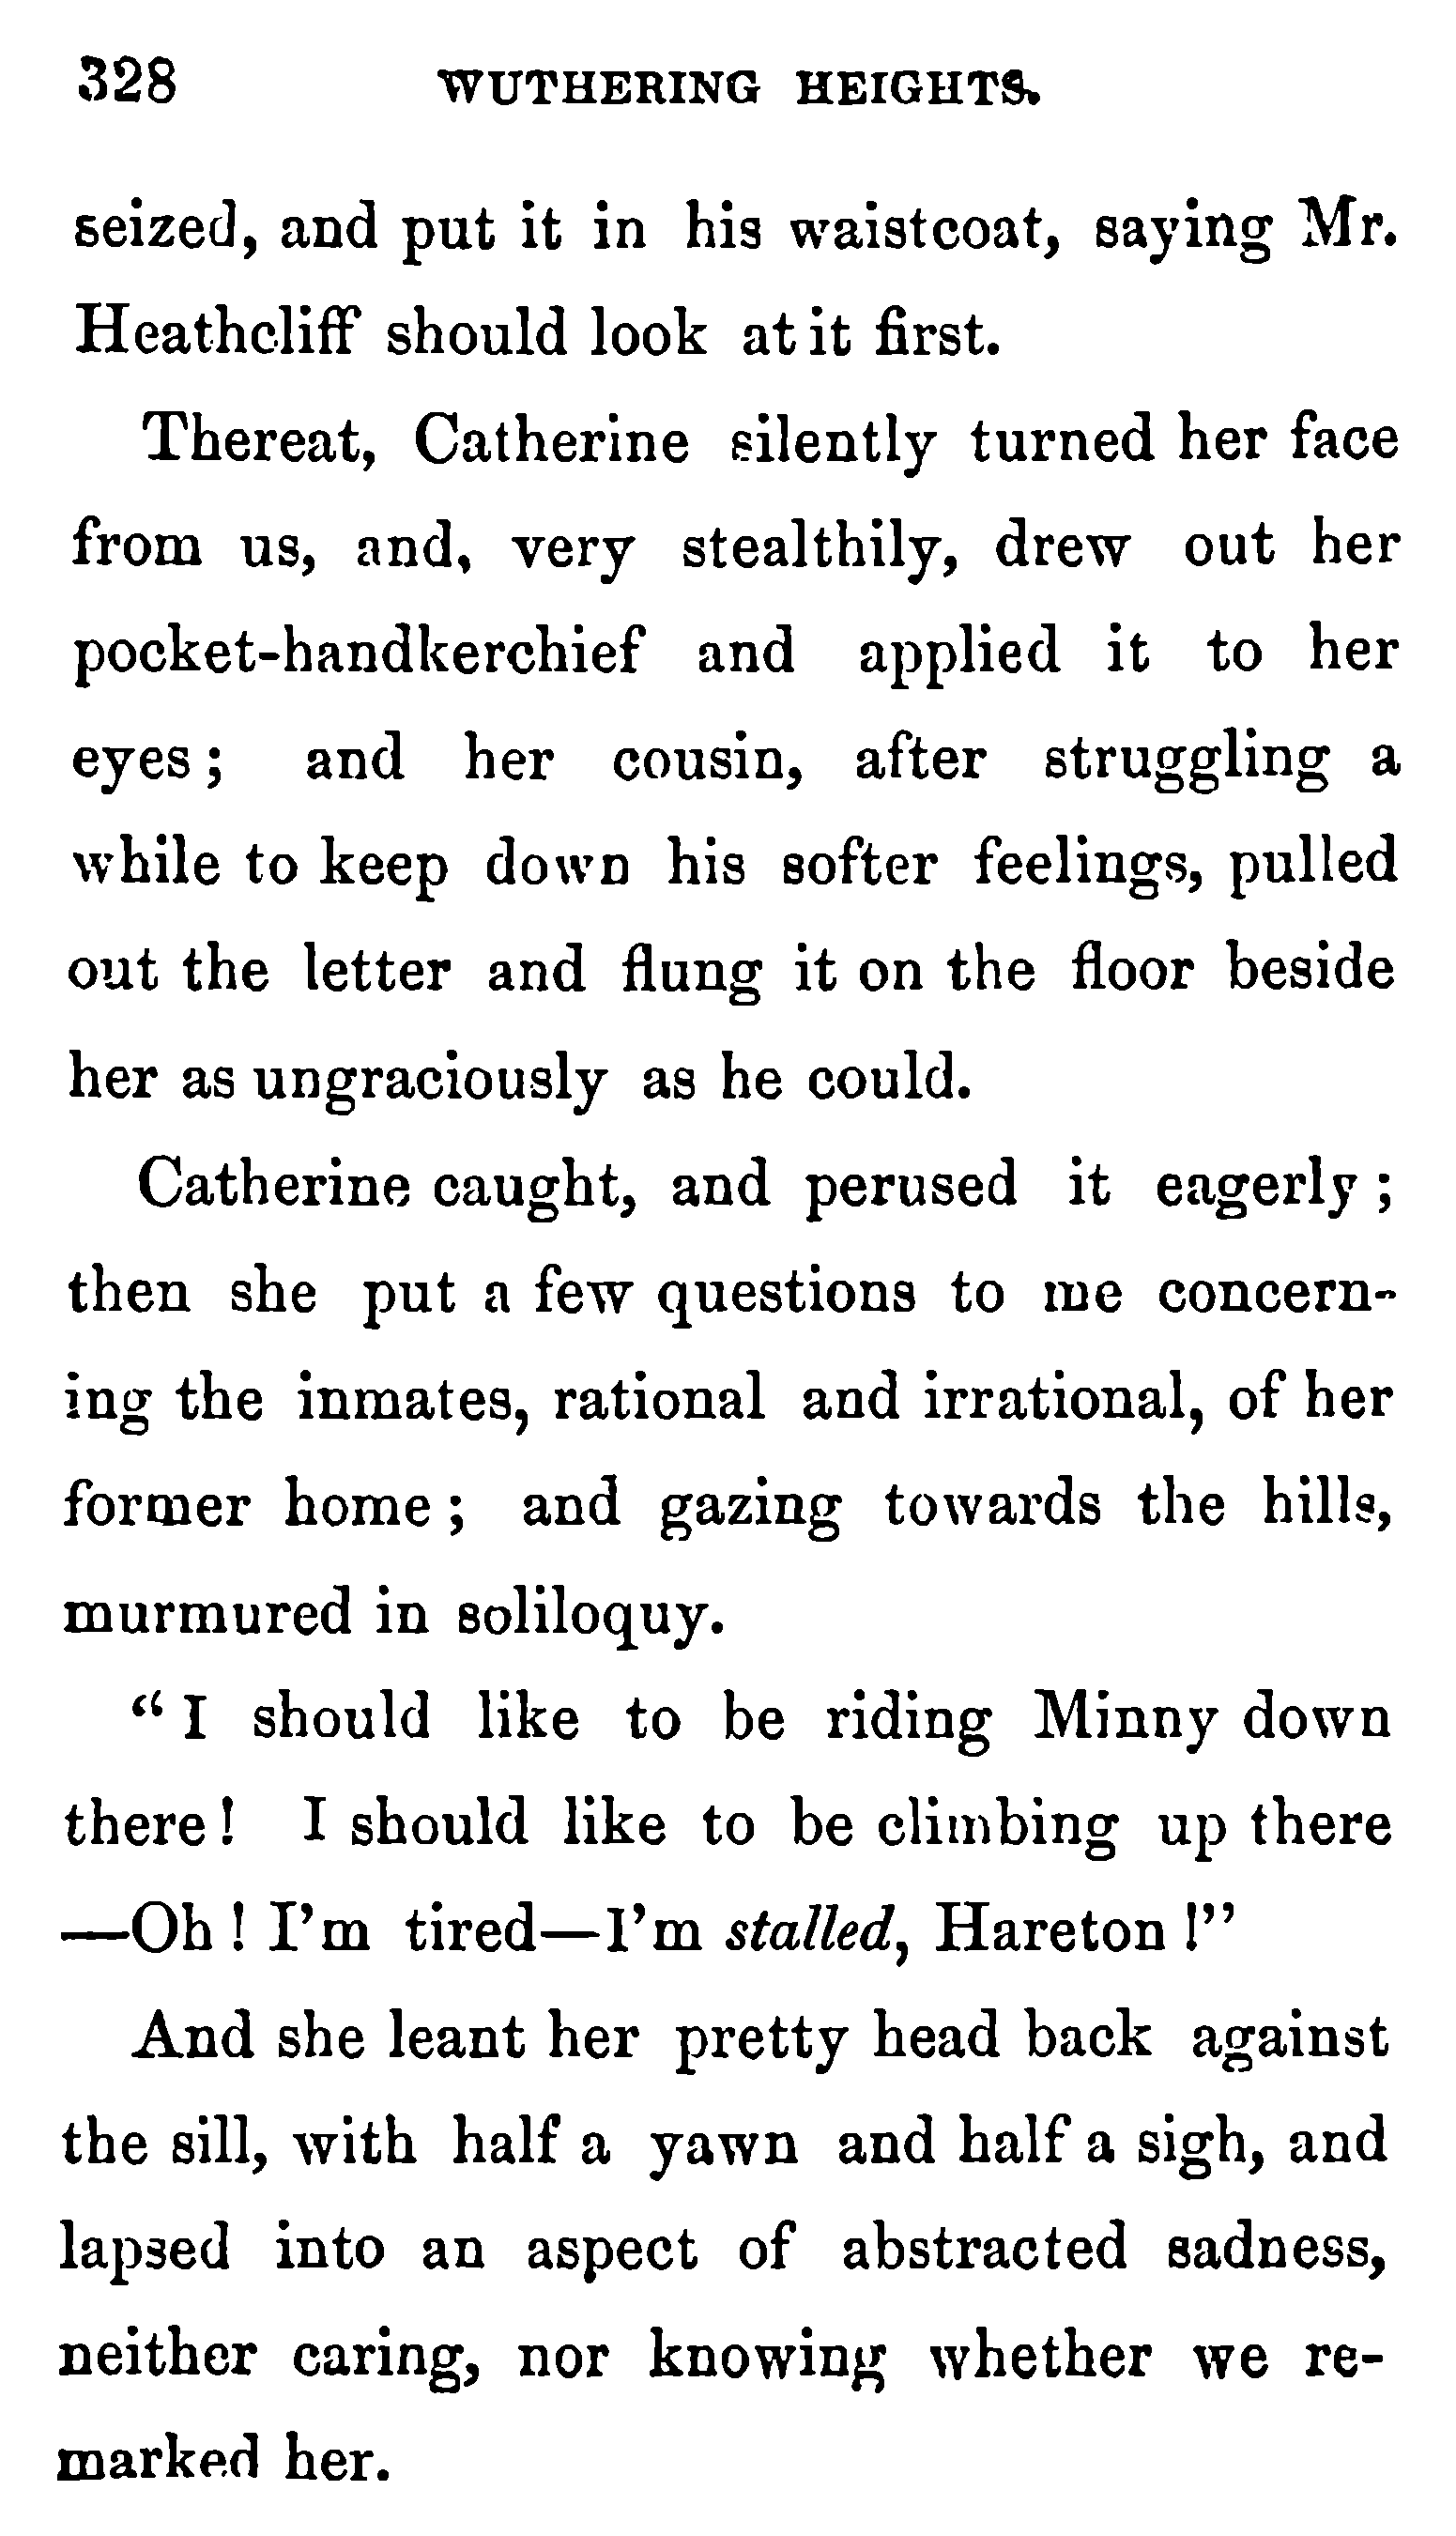 328 WUTHERING HEIGHTS.
seized, and put it in his waistcoat, saying Mr.
Heathcliff should look at it first.
Thereat, Catherine silently turned her face
from us, and, very stealthily, drew out her
pocket-handkerchief and applied it to her
eyes; and her cousin, after struggling a
while to keep down his softer feelings, pulled
out the letter and flung it on the floor beside
her as ungraciously as he could.
Catherine caught, and perused it eagerly;
then she put a few questions to me concern-
ing the inmates, rational and irrational, of her
former home; and gazing towards the hills,
murmured in soliloquy.
"I should like to be riding Minny down
there! I should like to be climbing up there
—Oh! I'm tired—I'm stalled, Hareton!"
And she leant her pretty head back against
the sill, with half a yawn and half a sigh, and
lapsed into an aspect of abstracted sadness,
neither caring, nor knowing whether we re-
marked her.